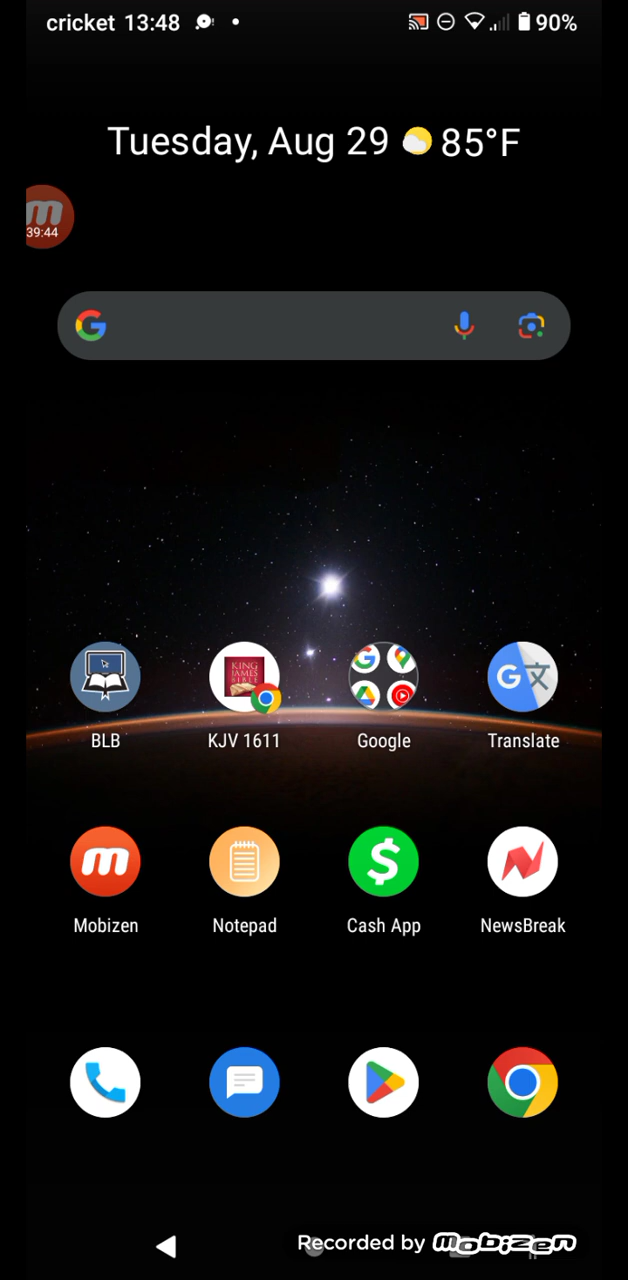 cricket 13:48 90%
Tuesday, Aug 29 85°F
m
39:44
G
KING
JAMES
BIBLE
G 文
BLB KJV 1611 Google Translate
m $
Mobizen Notepad Cash App NewsBreak
Recorded by mobizen